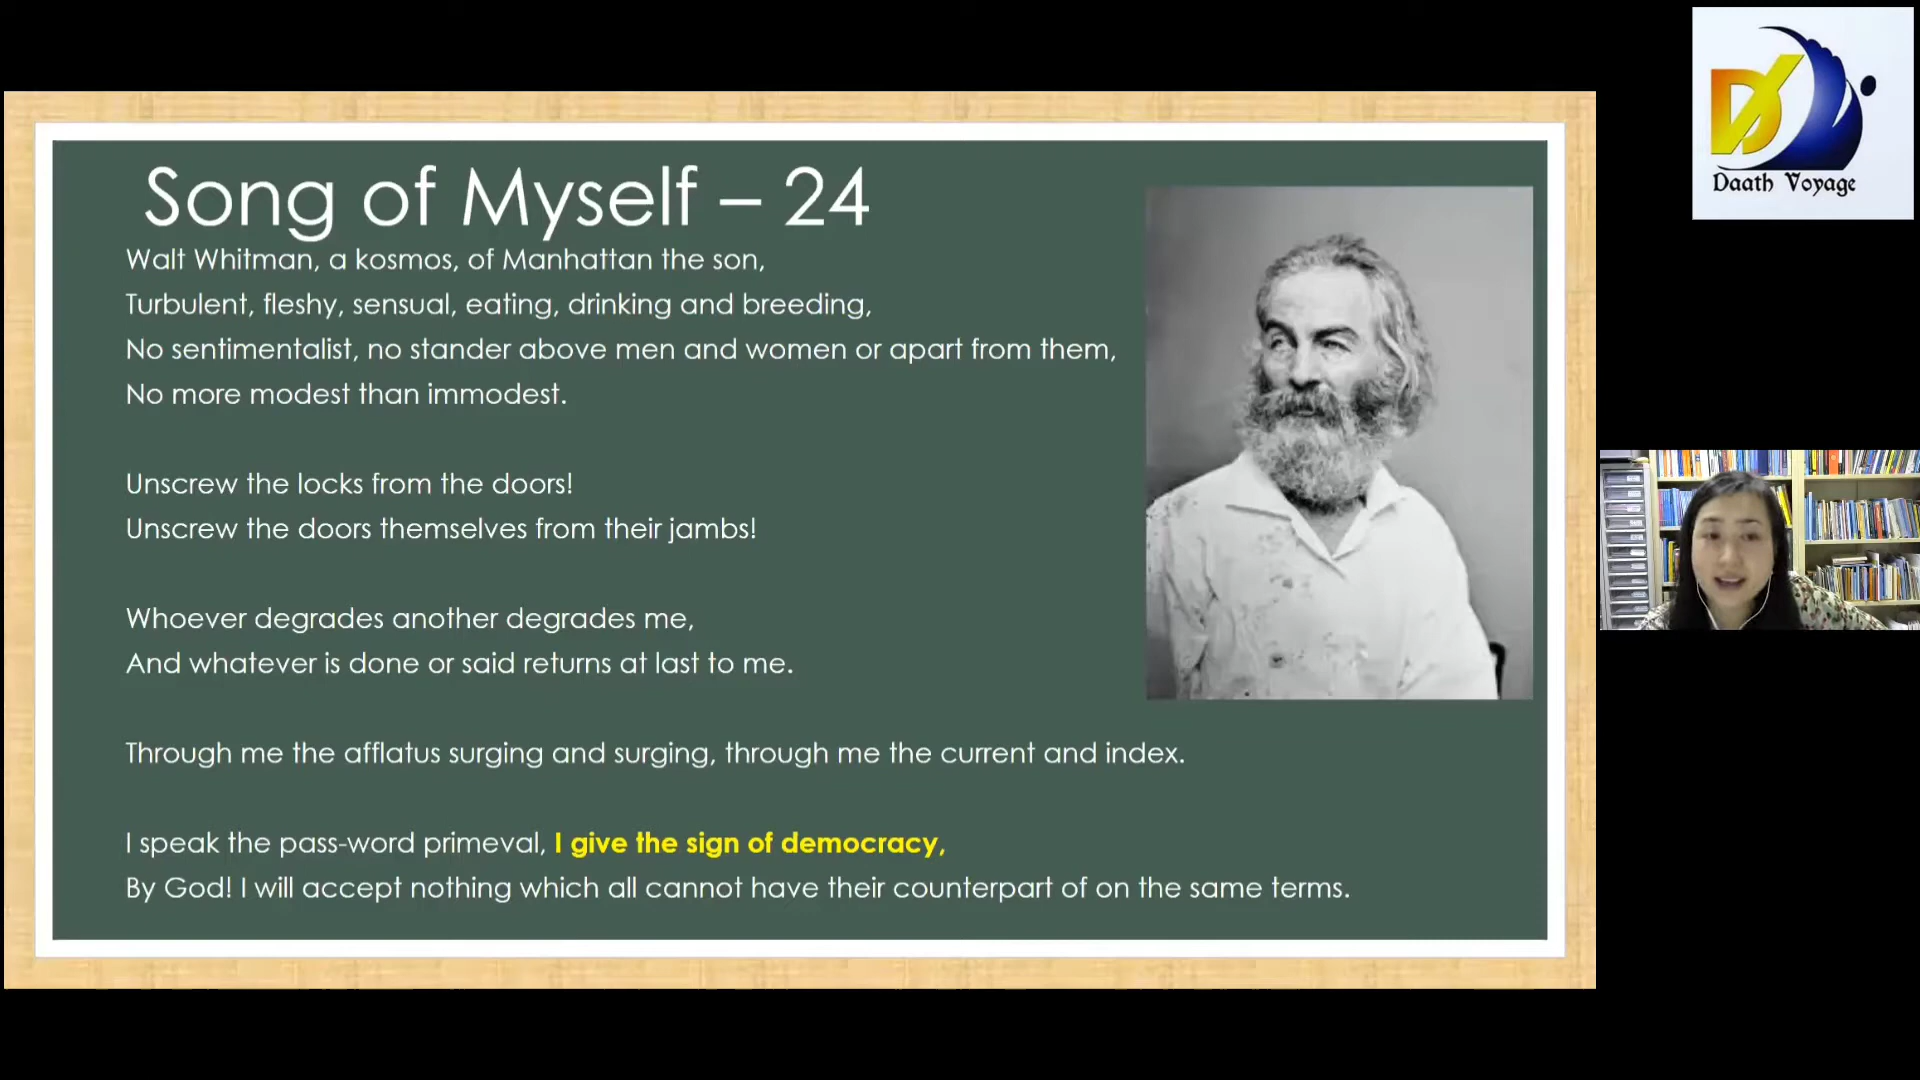 Song of Myself – 24
Walt Whitman, a kosmos, of Manhattan the son,
Turbulent, fleshy, sensual, eating, drinking and breeding,
No sentimentalist, no stander above men and women or apart from them,
No more modest than immodest.
Unscrew the locks from the doors!
Unscrew the doors themselves from their jambs!
Whoever degrades another degrades me,
And whatever is done or said returns at last to me.
Through me the afflatus surging and surging, through me the current and index.
I speak the pass-word primeval, I give the sign of democracy,
By God! I will accept nothing which all cannot have their counterpart of on the same terms.
DV
Daath Voyage